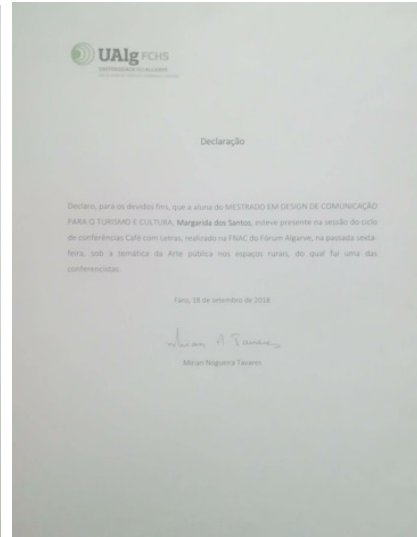 UAlg FCHS
UNIVERSIDADE DO ALGARVE
Declaração
Declaro, para os devidos fins, que a aluna do MESTRADO EM DESIGN DE COMUNICAÇÃO
PARA O TURISMO E CULTURA, Margarida dos Santos, esteve presente na sessão do ciclo
de conferências Café com Letras, realizado na FNAC do Fórum Algarve, na passada sexta-
feira, sob a temática da Arte pública nos espaços rurais, do qual fui uma das
conferencistas.
Faro, 18 de setembro de 2018
Mirian Nogueira Tavares